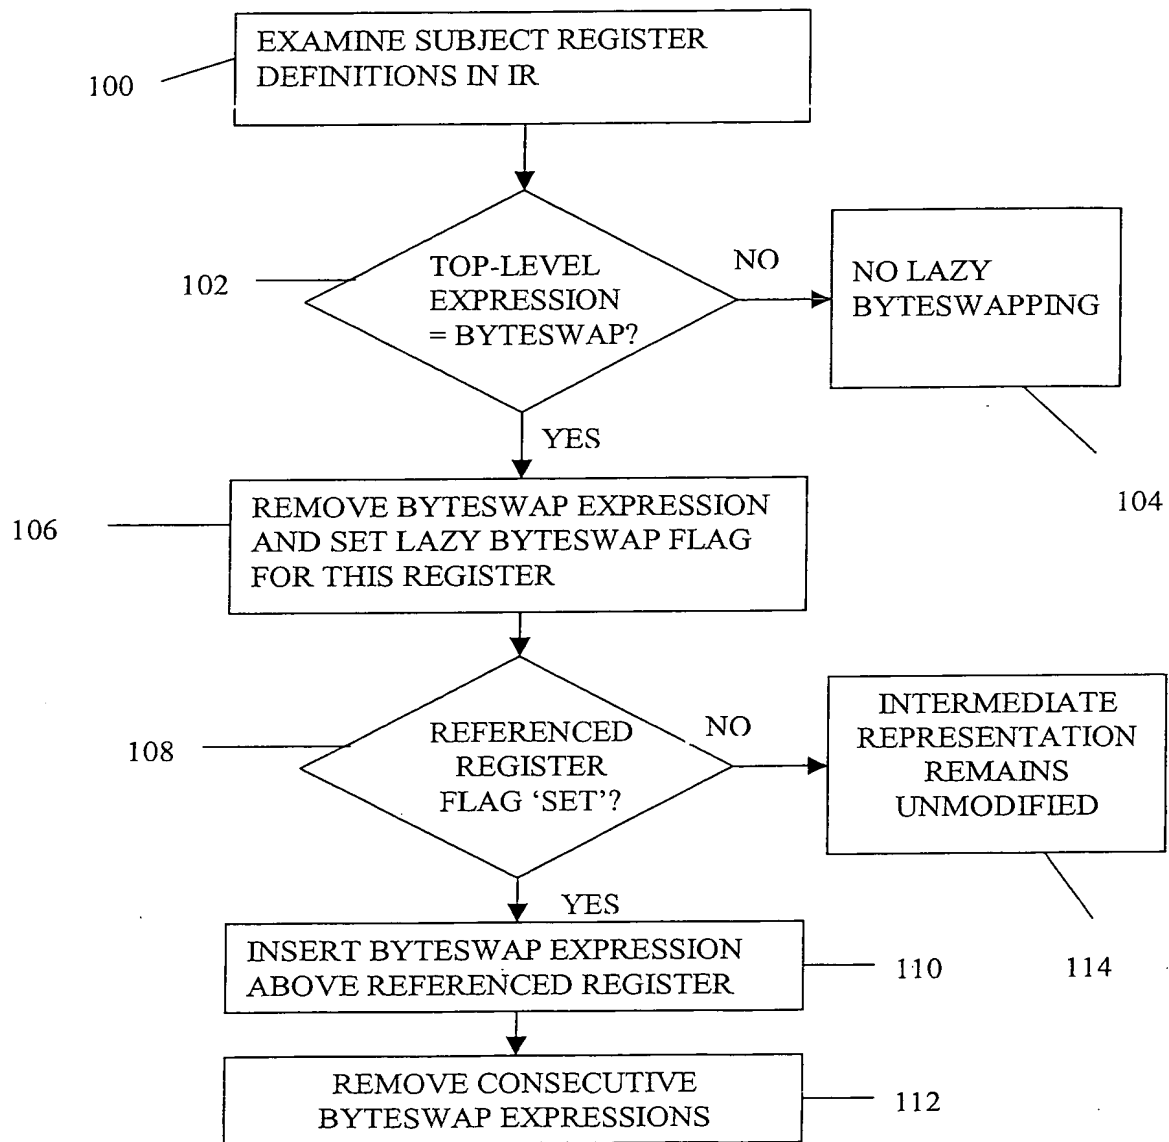 EXAMINE SUBJECT REGISTER
DEFINITIONS IN IR
100
TOP-LEVEL
EXPRESSION
= BYTESWAP?
102
NO
NO LAZY
BYTESWAPPING
104
YES
REMOVE BYTESWAP EXPRESSION
AND SET LAZY BYTESWAP FLAG
FOR THIS REGISTER
106
REFERENCED
REGISTER
FLAG ‘SET’?
108
NO
INTERMEDIATE
REPRESENTATION
REMAINS
UNMODIFIED
114
YES
INSERT BYTESWAP EXPRESSION
ABOVE REFERENCED REGISTER
110
REMOVE CONSECUTIVE
BYTESWAP EXPRESSIONS
112